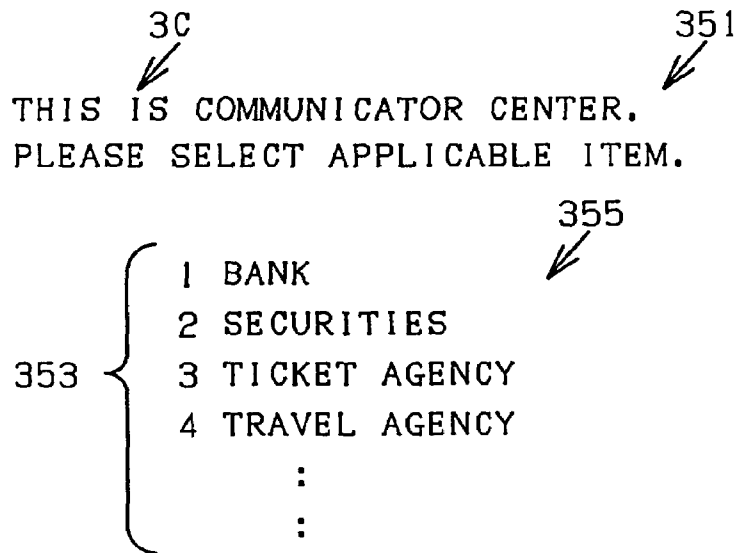 3C 351
THIS IS COMMUNICATOR CENTER.
PLEASE SELECT APPLICABLE ITEM.
355
1 BANK
2 SECURITIES
353 3 TICKET AGENCY
4 TRAVEL AGENCY
:
: